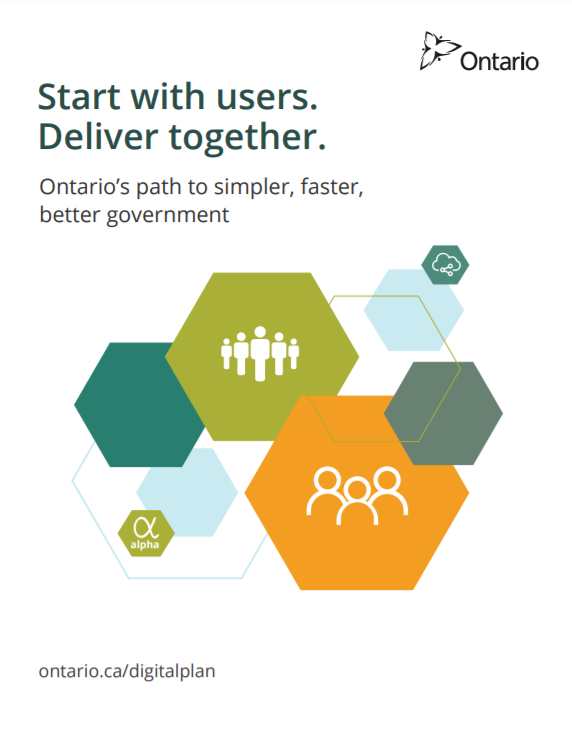 Ontario
Start with users.
Deliver together.
Ontario’s path to simpler, faster,
better government
α
alpha
ontario.ca/digitalplan